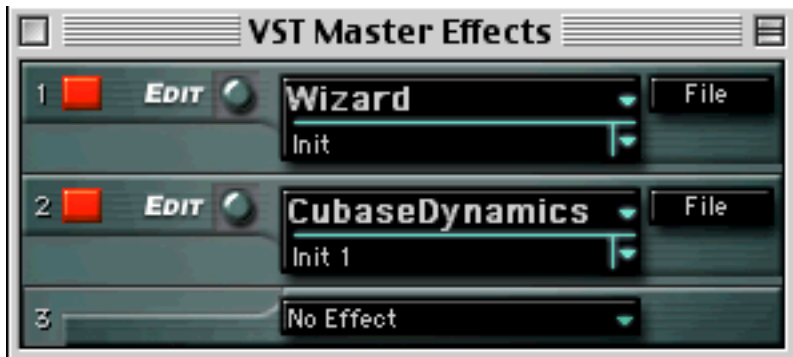 VST Master Effects
1 EDIT Wizard File
Init
2 EDIT CubaseDynamics File
Init 1
3 No Effect